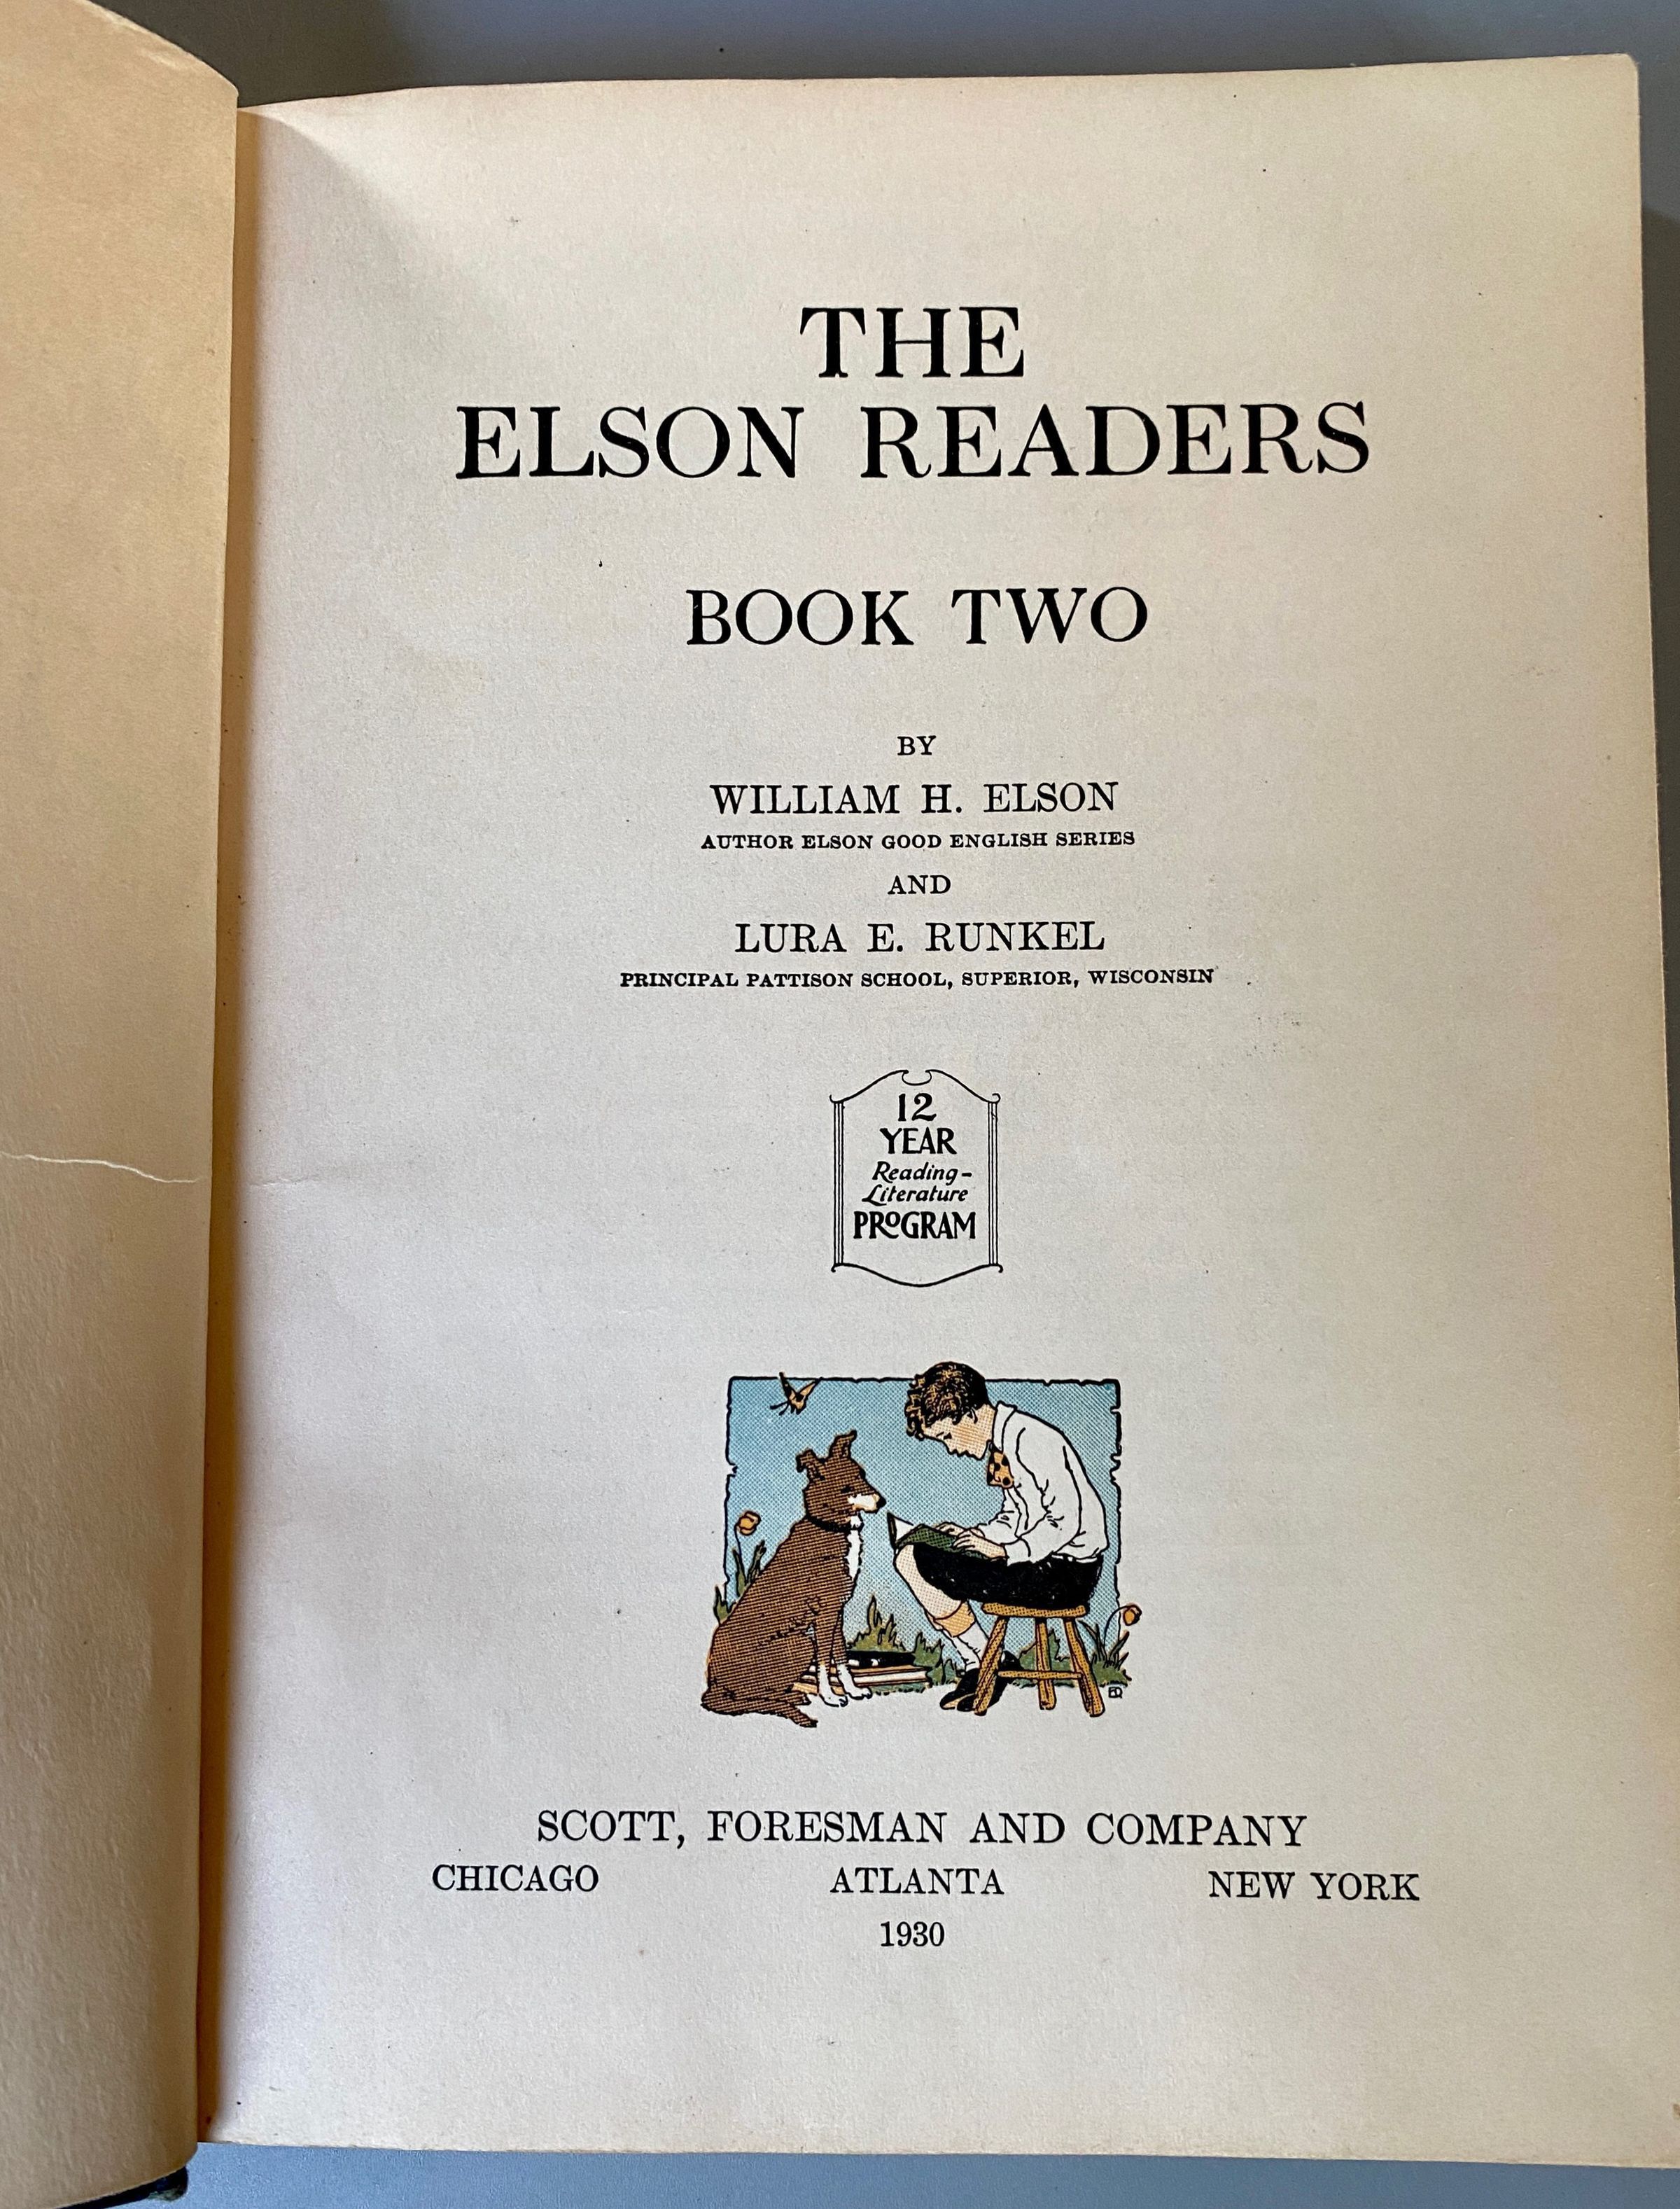 THE
ELSON READERS
BOOK TWO
BY
WILLIAM H. ELSON
AUTHOR ELSON GOOD ENGLISH SERIES
AND
LURA E. RUNKEL
PRINCIPAL PATTISON SCHOOL, SUPERIOR, WISCONSIN
12
YEAR
Reading-
Literature
PROGRAM
SCOTT, FORESMAN AND COMPANY
CHICAGO ATLANTA NEW YORK
1930